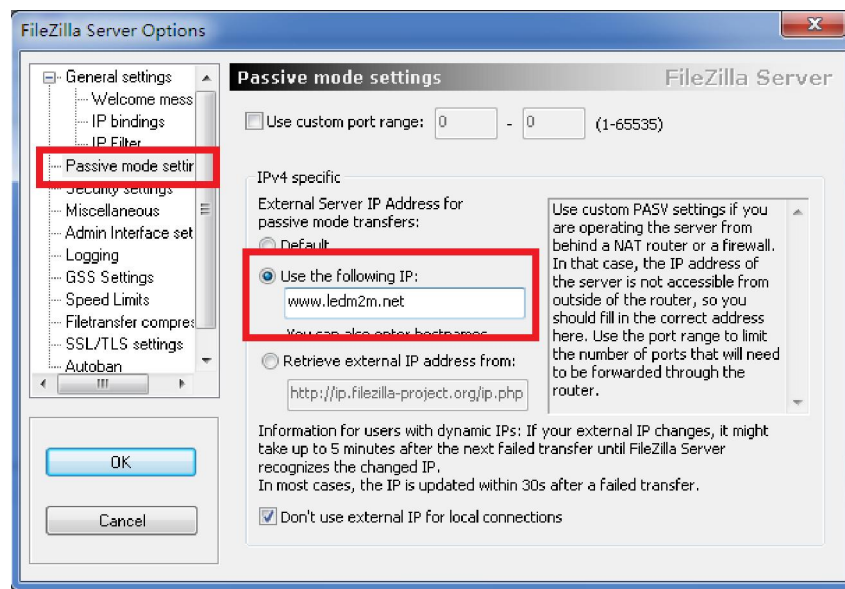 FileZilla Server Options
General settings
Welcome mess
IP bindings
IP Filter
Passive mode settir
Security settings
Miscellaneous
Admin Interface set
Logging
GSS Settings
Speed Limits
Filetransfer compres
SSL/TLS settings
Autoban
OK
Cancel
Passive mode settings
FileZilla Server
Use custom port range: 0 - 0 (1-65535)
IPv4 specific
External Server IP Address for
passive mode transfers:
Default
Use the following IP:
www.ledm2m.net
You can also enter hostnames
Retrieve external IP address from:
http://ip.filezilla-project.org/ip.php
Use custom PASV settings if you
are operating the server from
behind a NAT router or a firewall.
In that case, the IP address of
the server is not accessible from
outside of the router, so you
should fill in the correct address
here. Use the port range to limit
the number of ports that will need
to be forwarded through the
router.
Information for users with dynamic IPs: If your external IP changes, it might
take up to 5 minutes after the next failed transfer until FileZilla Server
recognizes the changed IP.
In most cases, the IP is updated within 30s after a failed transfer.
Don't use external IP for local connections